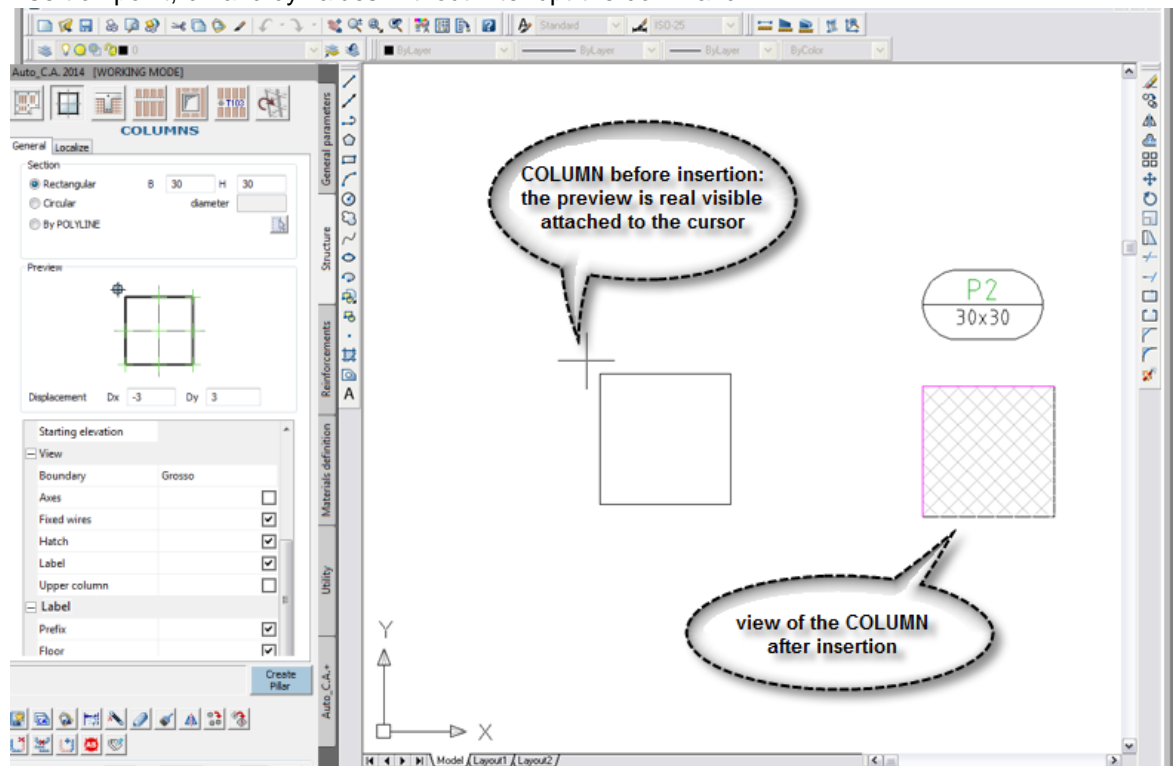 Standard
ISO-25
0
ByLayer
ByLayer
ByLayer
ByColor
Auto_C.A. 2014 [WORKING MODE]
T102
COLUMNS
General Localize
Section
Rectangular B 30 H 30
Circular diameter
By POLYLINE
Preview
Displacement Dx -3 Dy 3
Starting elevation
View
Boundary Grosso
Axes
Fixed wires
Hatch
Label
Upper column
Label
Prefix
Floor
Create
Pillar
General parameters
Structure
Reinforcements
Materials definition
Utility
Auto_C.A.+
A
COLUMN before insertion:
the preview is real visible
attached to the cursor
P2
30x30
view of the COLUMN
after insertion
Y
X
Model Layout1 Layout2